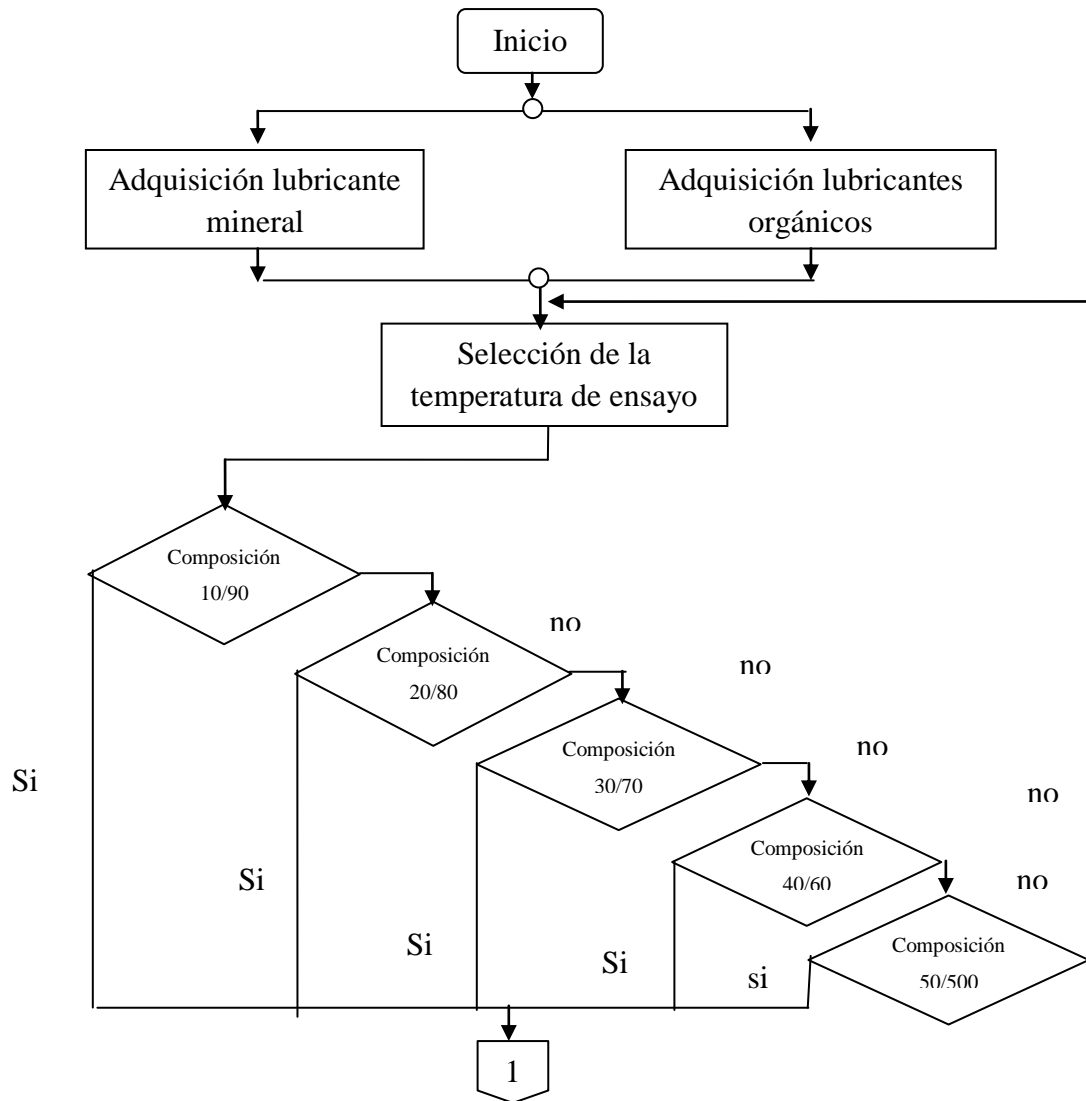 Inicio
Adquisición lubricante
mineral
Adquisición lubricantes
orgánicos
Selección de la
temperatura de ensayo
Composición
10/90
no
Composición
20/80
no
Composición
30/70
no
Si
no
Composición
40/60
Si
no
Composición
50/500
Si
Si
si
1